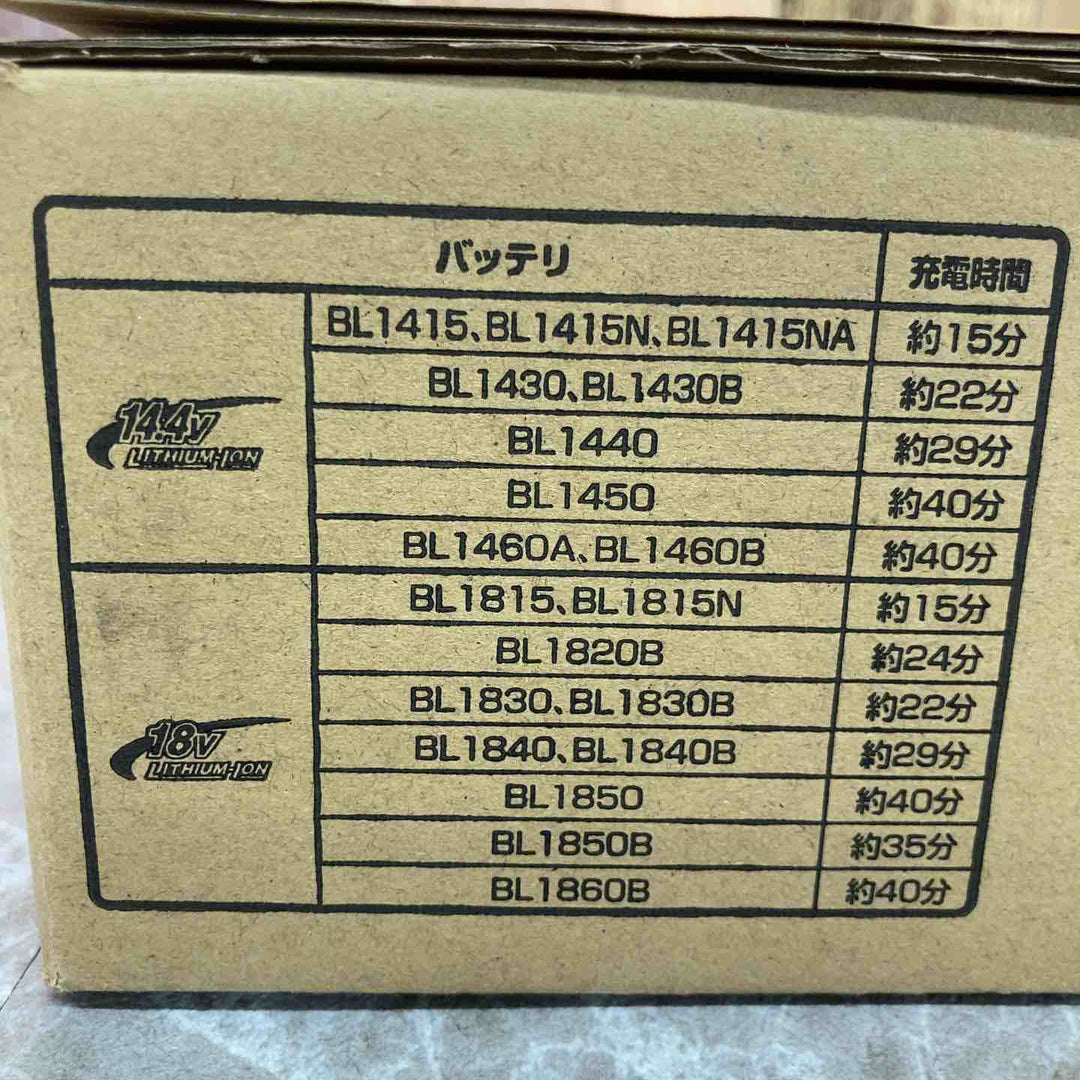 バッテリ 充電時間
14.4V LITHIUM-ION
BL1415、BL1415N、BL1415NA 約15分
BL1430、BL1430B 約22分
BL1440 約29分
BL1450 約40分
BL1460A、BL1460B 約40分
18V LITHIUM-ION
BL1815、BL1815N 約15分
BL1820B 約24分
BL1830、BL1830B 約22分
BL1840、BL1840B 約29分
BL1850 約40分
BL1850B 約35分
BL1860B 約40分